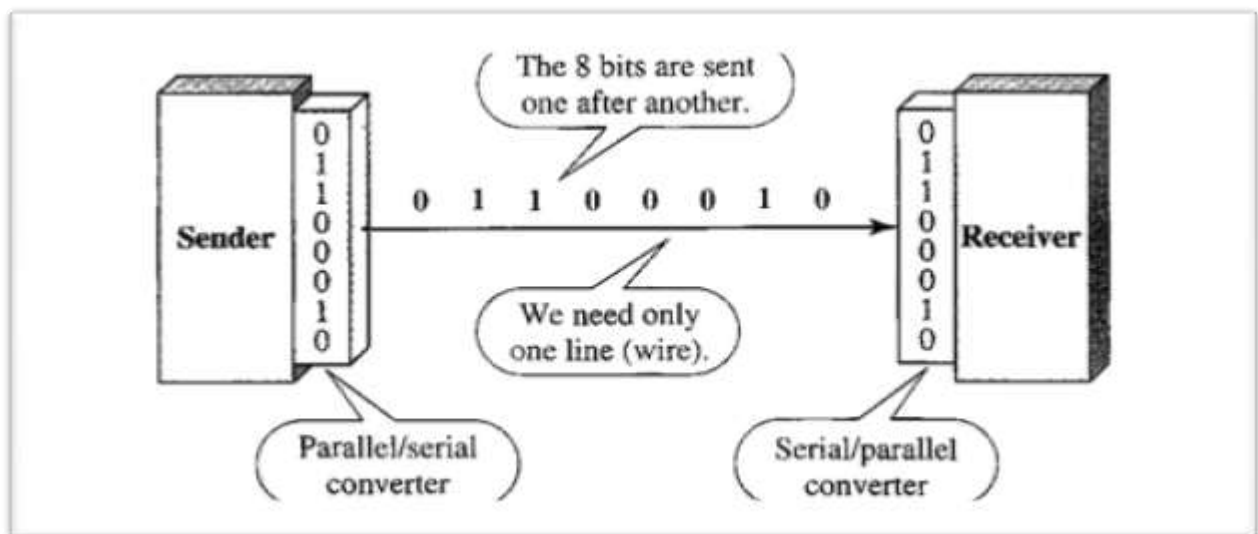 The 8 bits are sent
one after another.
0 1 1 0 0 0 1 0
Sender
0
1
1
0
0
0
1
0
We need only
one line (wire).
0
1
1
0
0
0
1
0
Receiver
Parallel/serial
converter
Serial/parallel
converter